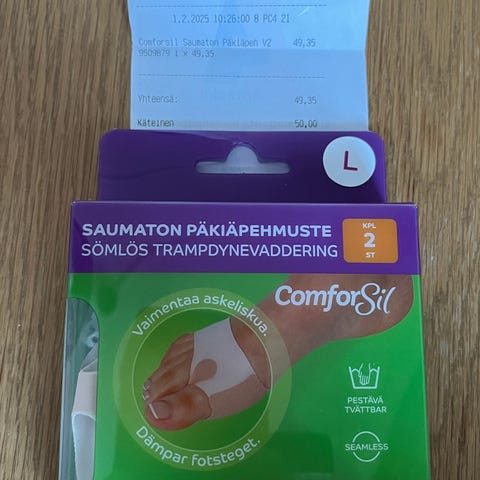 1.2.2025 10:26:00 8 PC4 21
Comforsil Saumaton Päkiäpen V2 49,35
9509879 1 x 49,35
Yhteensä: 49,35
Käteinen 50,00
L
SAUMATON PÄKIÄPEHMUSTE
SÖMLÖS TRAMPDYNEVADDERING
KPL
2
ST
ComforSil
Vaimentaa askeliskua.
Dämpar fotsteget.
PESTÄVÄ
TVÄTTBAR
SEAMLESS